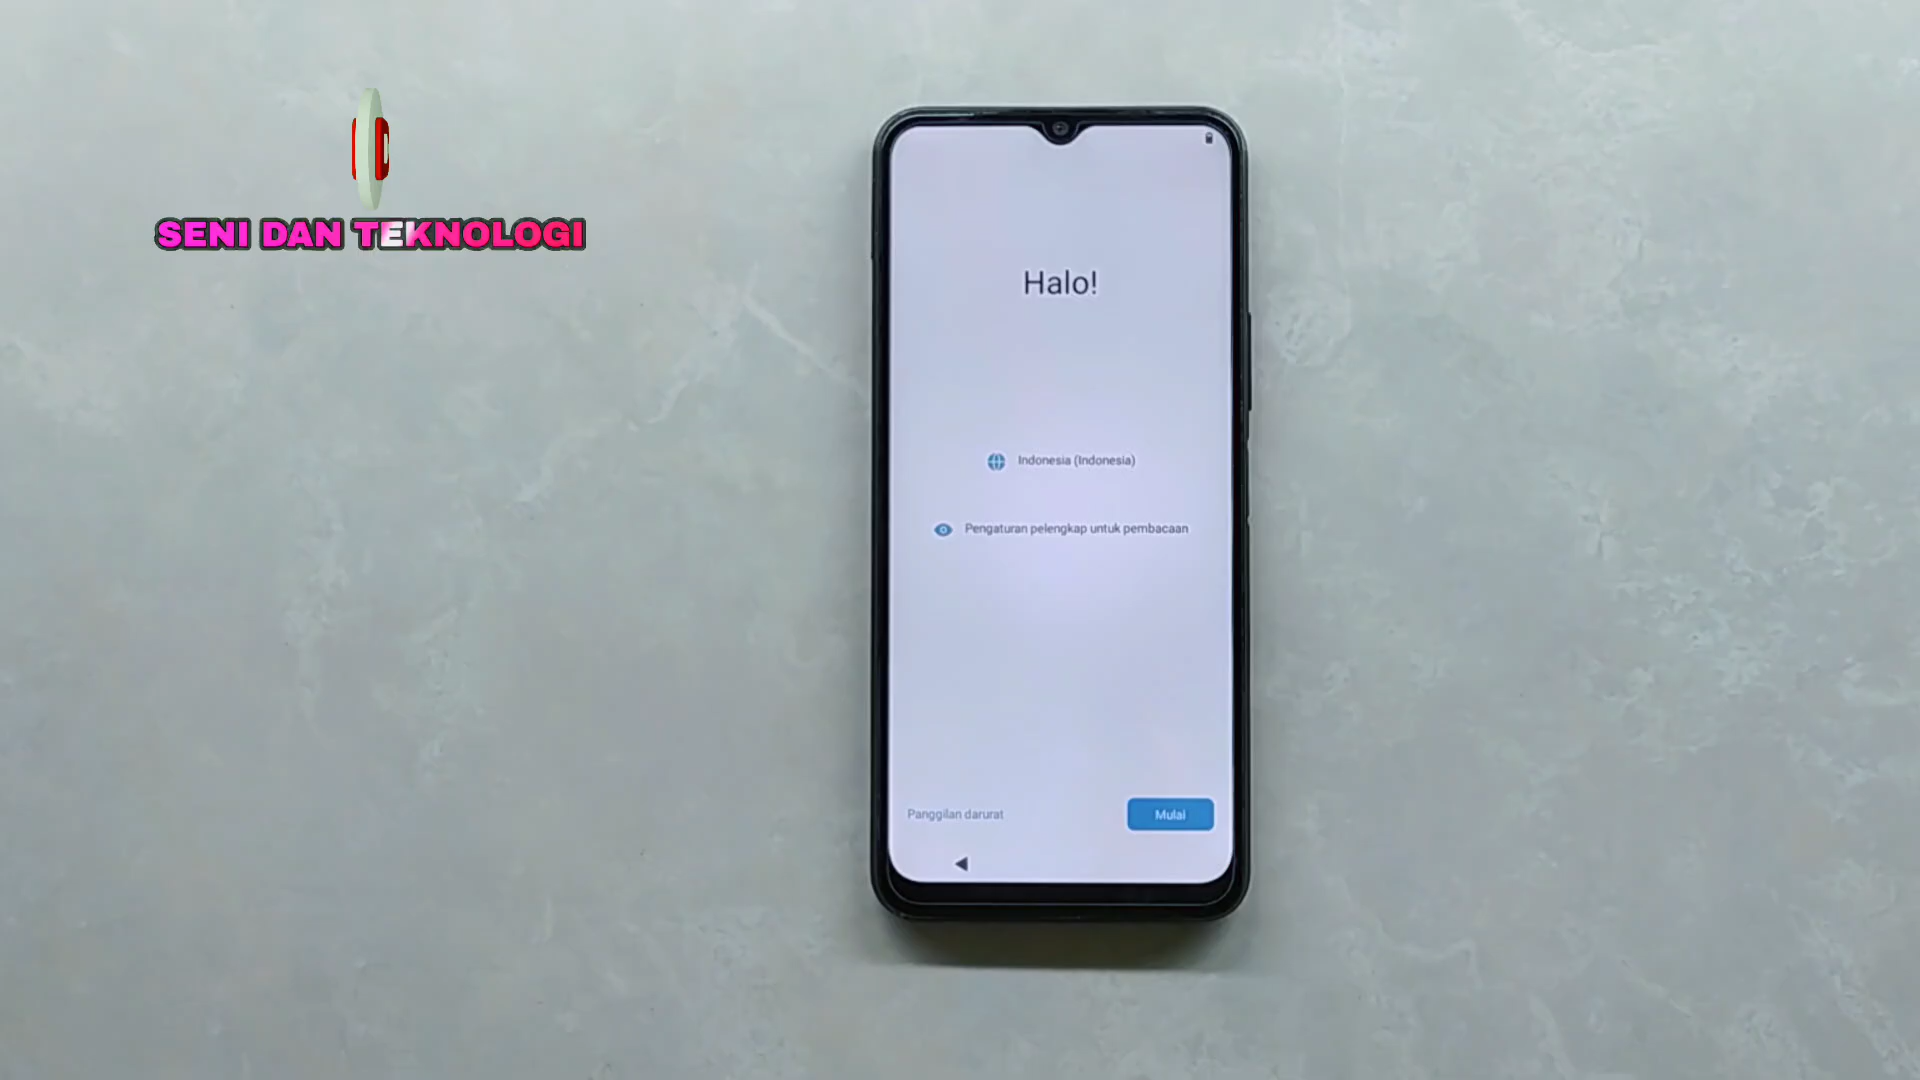 SENI DAN TEKNOLOGI
Halo!
Indonesia (Indonesia)
Pengaturan pelengkap untuk pembacaan
Panggilan darurat
Mulai